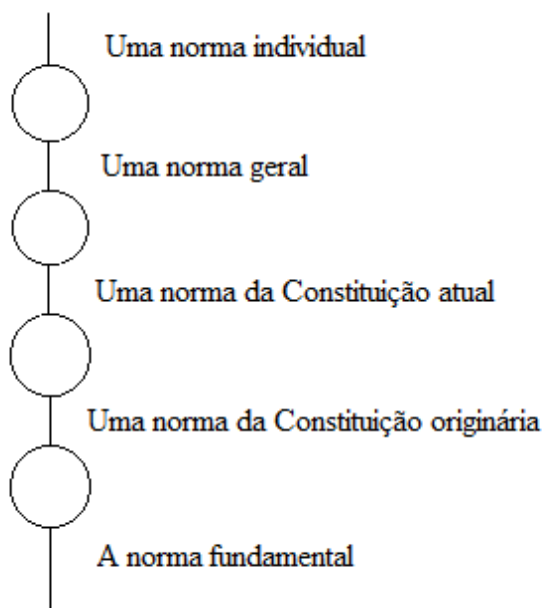 Uma norma individual
Uma norma geral
Uma norma da Constituição atual
Uma norma da Constituição originária
A norma fundamental